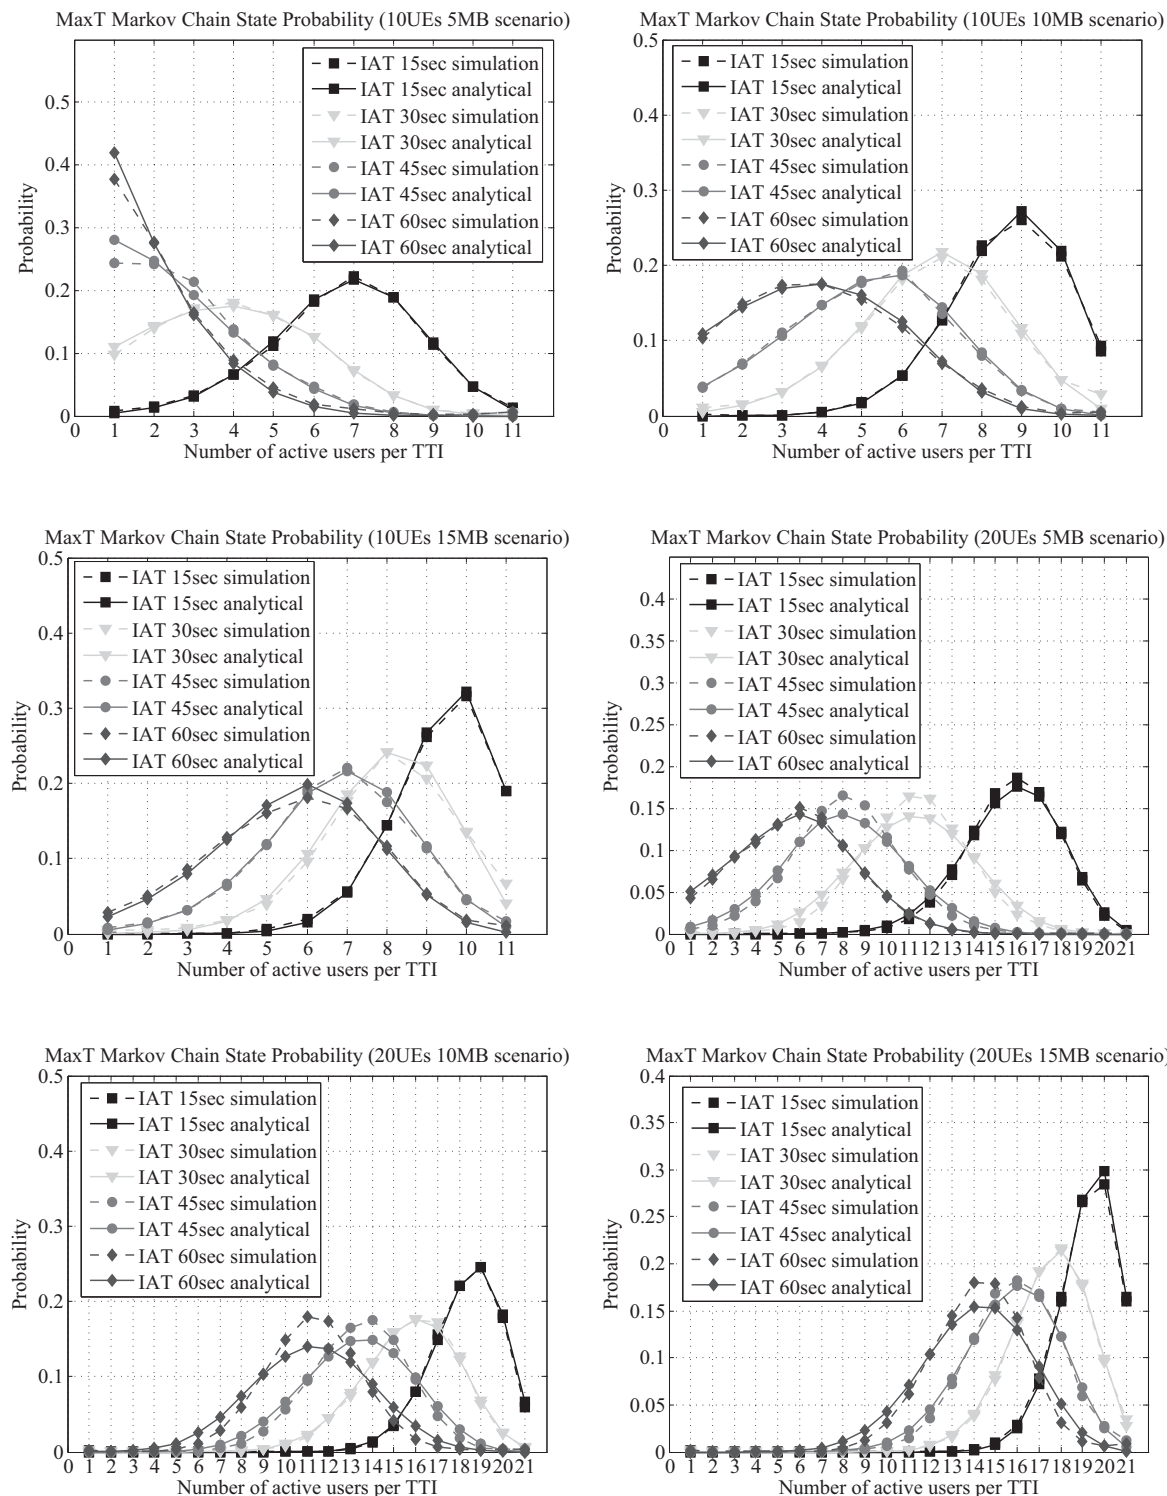 MaxT Markov Chain State Probability (10UEs 5MB scenario)
IAT 15sec simulation
IAT 15sec analytical
IAT 30sec simulation
IAT 30sec analytical
IAT 45sec simulation
IAT 45sec analytical
IAT 60sec simulation
IAT 60sec analytical
Probability
0.5
0.4
0.3
0.2
0.1
0
1 2 3 4 5 6 7 8 9 10 11
Number of active users per TTI
MaxT Markov Chain State Probability (10UEs 10MB scenario)
IAT 15sec simulation
IAT 15sec analytical
IAT 30sec simulation
IAT 30sec analytical
IAT 45sec simulation
IAT 45sec analytical
IAT 60sec simulation
IAT 60sec analytical
Probability
0.5
0.4
0.3
0.2
0.1
0
1 2 3 4 5 6 7 8 9 10 11
Number of active users per TTI
MaxT Markov Chain State Probability (10UEs 15MB scenario)
IAT 15sec simulation
IAT 15sec analytical
IAT 30sec simulation
IAT 30sec analytical
IAT 45sec simulation
IAT 45sec analytical
IAT 60sec simulation
IAT 60sec analytical
Probability
0.5
0.4
0.3
0.2
0.1
0
0 1 2 3 4 5 6 7 8 9 10 11
Number of active users per TTI
MaxT Markov Chain State Probability (20UEs 5MB scenario)
IAT 15sec simulation
IAT 15sec analytical
IAT 30sec simulation
IAT 30sec analytical
IAT 45sec simulation
IAT 45sec analytical
IAT 60sec simulation
IAT 60sec analytical
Probability
0.4
0.35
0.3
0.25
0.2
0.15
0.1
0.05
0
0 1 2 3 4 5 6 7 8 9 10 11 12 13 14 15 16 17 18 19 20 21
Number of active users per TTI
MaxT Markov Chain State Probability (20UEs 10MB scenario)
IAT 15sec simulation
IAT 15sec analytical
IAT 30sec simulation
IAT 30sec analytical
IAT 45sec simulation
IAT 45sec analytical
IAT 60sec simulation
IAT 60sec analytical
Probability
0.5
0.4
0.3
0.2
0.1
0
0 1 2 3 4 5 6 7 8 9 10 11 12 13 14 15 16 17 18 19 20 21
Number of active users per TTI
MaxT Markov Chain State Probability (20UEs 15MB scenario)
IAT 15sec simulation
IAT 15sec analytical
IAT 30sec simulation
IAT 30sec analytical
IAT 45sec simulation
IAT 45sec analytical
IAT 60sec simulation
IAT 60sec analytical
Probability
0.4
0.35
0.3
0.25
0.2
0.15
0.1
0.05
0
0 1 2 3 4 5 6 7 8 9 10 11 12 13 14 15 16 17 18 19 20 21
Number of active users per TTI